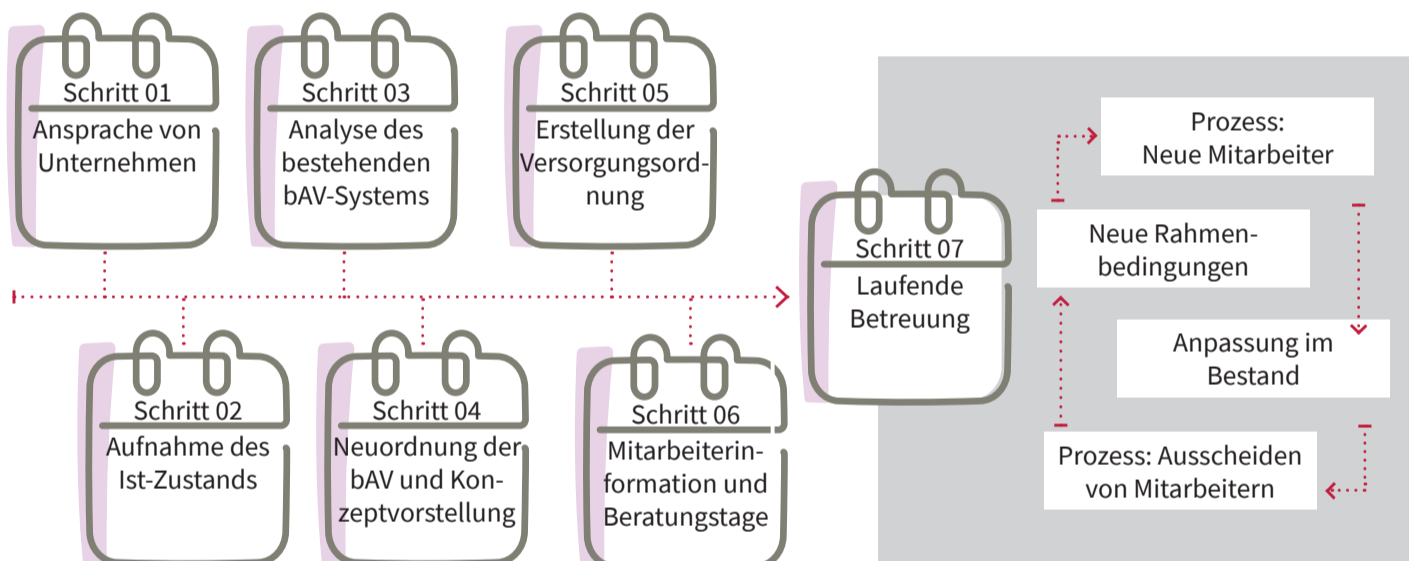 Schritt 01
Ansprache von
Unternehmen
Schritt 02
Aufnahme des
Ist-Zustands
Schritt 03
Analyse des
bestehenden
bAV-Systems
Schritt 04
Neuordnung der
bAV und Kon-
zeptvorstellung
Schritt 05
Erstellung der
Versorgungsord-
nung
Schritt 06
Mitarbeiterin-
formation und
Beratungstage
Schritt 07
Laufende
Betreuung
Prozess:
Neue Mitarbeiter
Neue Rahmen-
bedingungen
Anpassung im
Bestand
Prozess: Ausscheiden
von Mitarbeitern